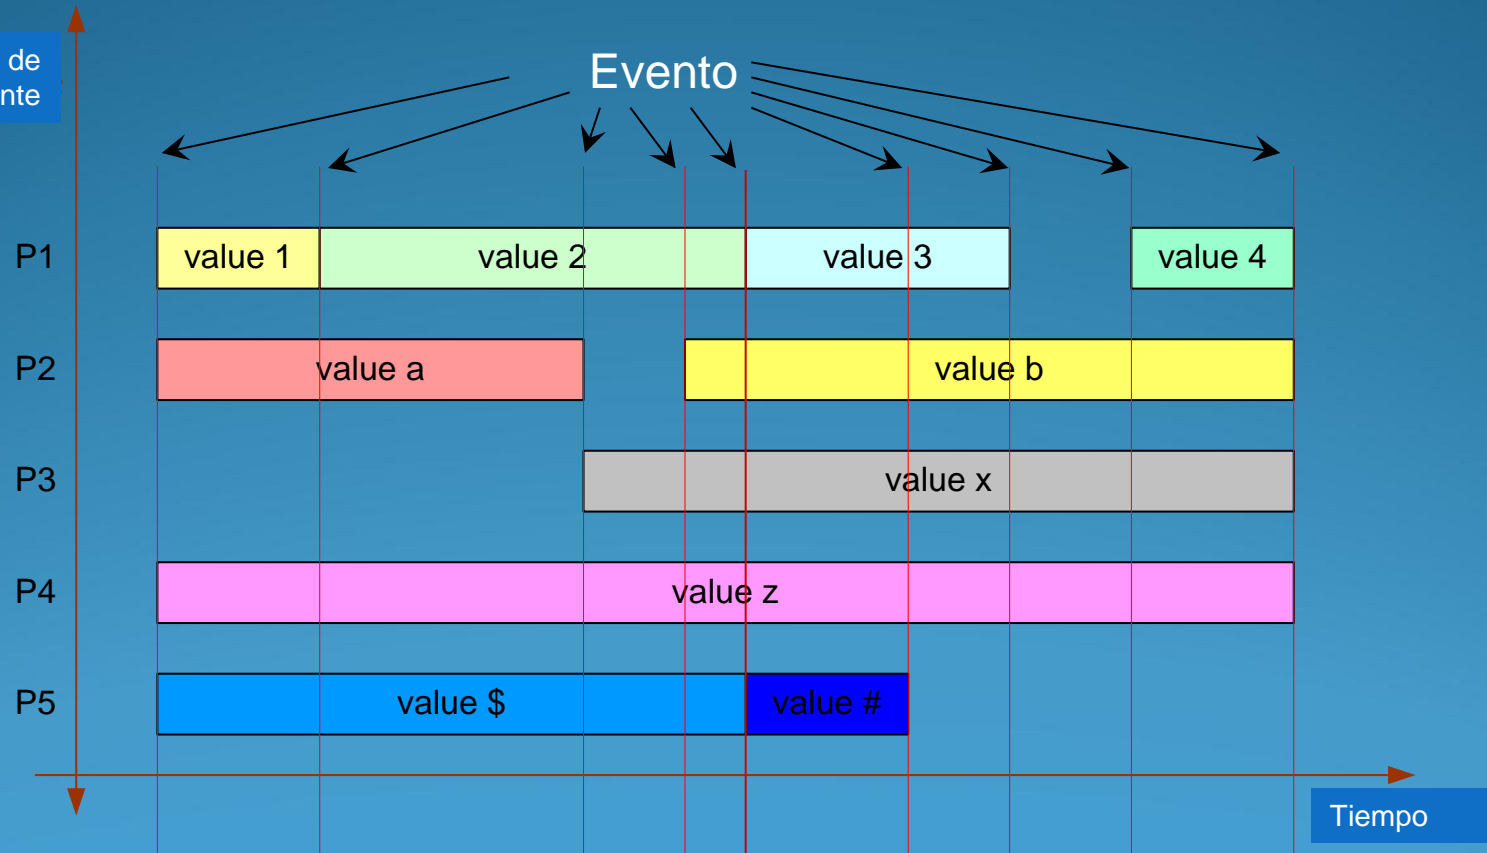 de
Evento
P1
value 1
value 2
value 3
value 4
P2
value a
value b
P3
value x
P4
value z
P5
value $
value #
Tiempo